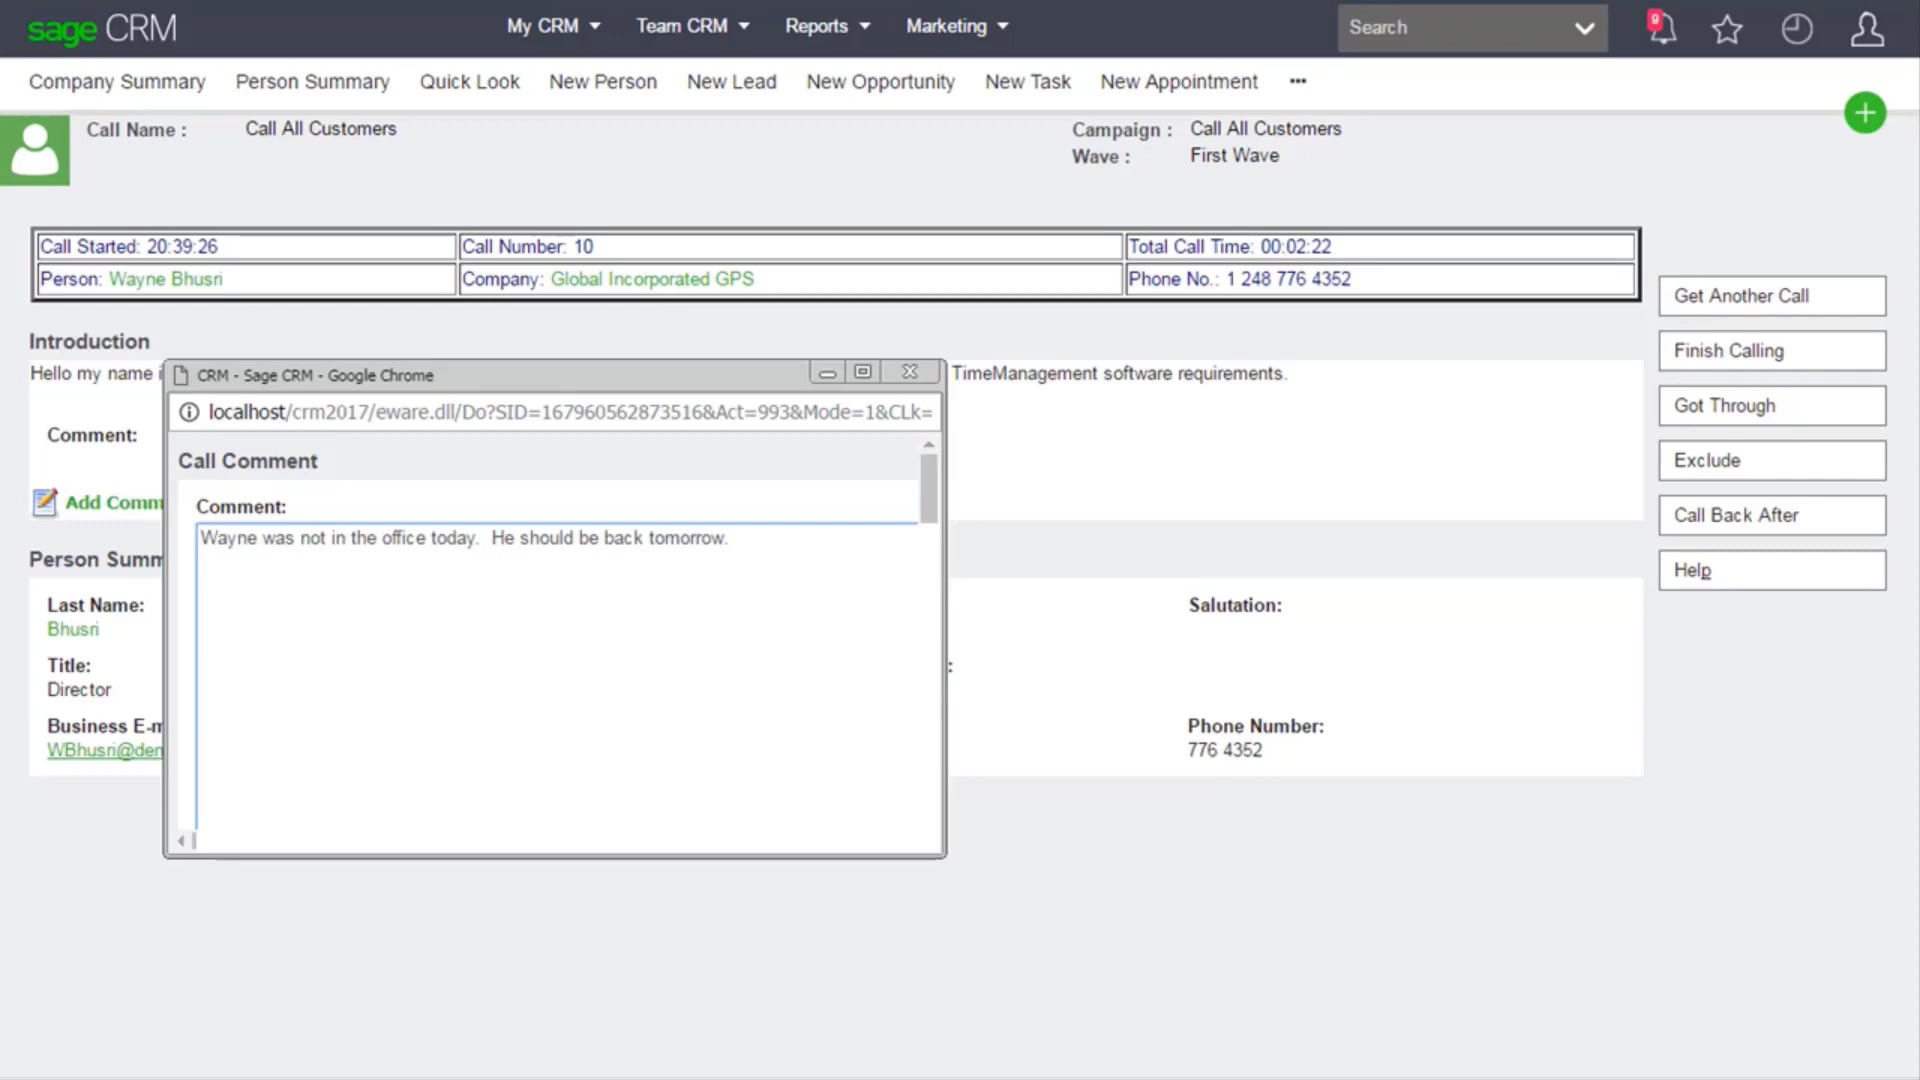 sage CRM
My CRM
Team CRM
Reports
Marketing
Search
9
Company Summary
Person Summary
Quick Look
New Person
New Lead
New Opportunity
New Task
New Appointment
Call Name :
Call All Customers
Campaign :
Call All Customers
Wave :
First Wave
Call Started: 20:39:26
Call Number: 10
Total Call Time: 00:02:22
Person: Wayne Bhusri
Company: Global Incorporated GPS
Phone No.: 1 248 776 4352
Get Another Call
Finish Calling
Got Through
Exclude
Call Back After
Help
Introduction
Hello my name
TimeManagement software requirements.
Comment:
Add Comm
CRM - Sage CRM - Google Chrome
localhost/crm2017/eware.dll/Do?SID=167960562873516&Act=993&Mode=1&CLk=
Call Comment
Comment:
Wayne was not in the office today. He should be back tomorrow.
Person Summ
Last Name:
Bhusri
Salutation:
Title:
Director
:
Business E-m
WBhusri@dem
Phone Number:
776 4352